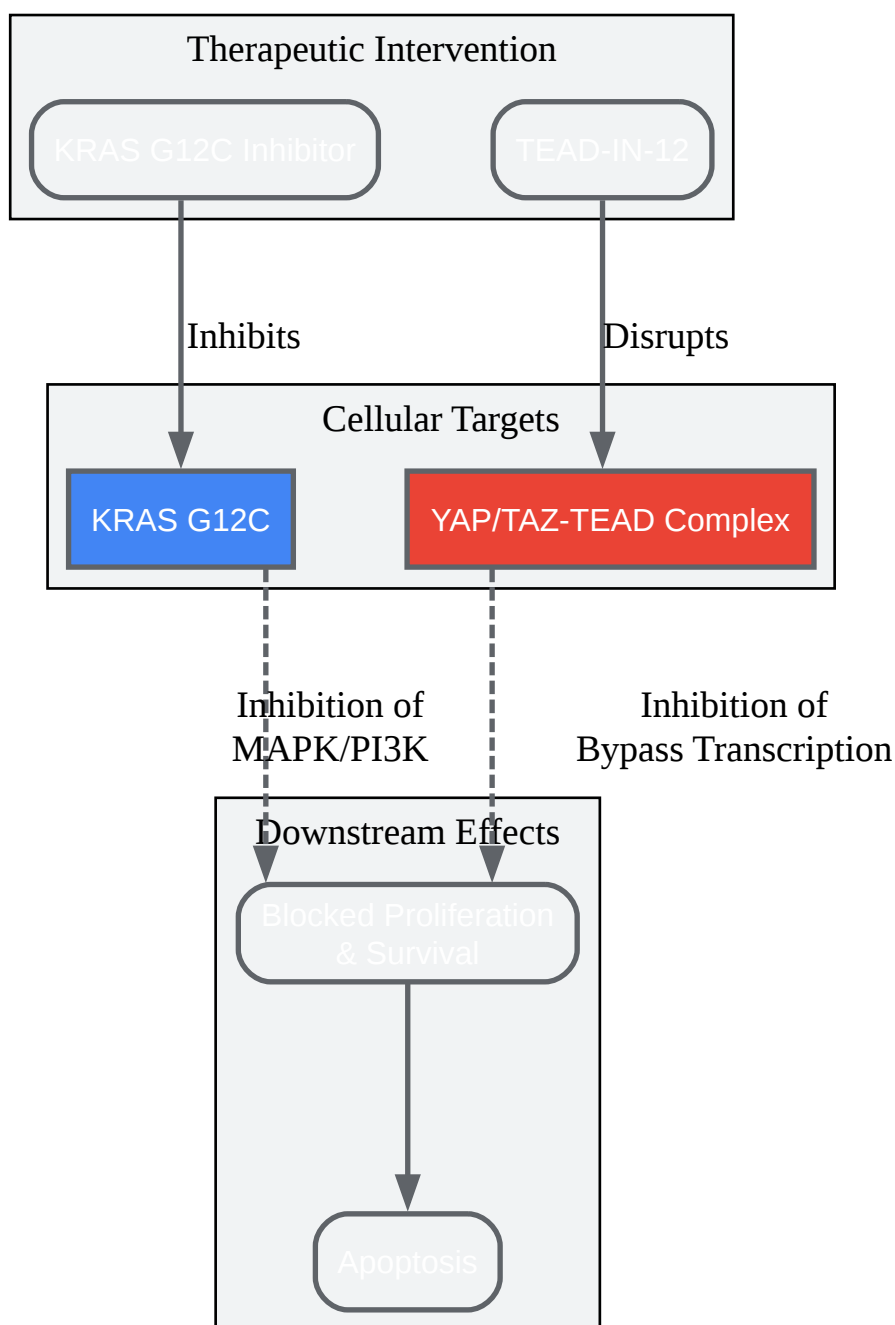 Therapeutic Intervention
KRAS G12C Inhibitor
TEAD-IN-12
Inhibits
Disrupts
Cellular Targets
KRAS G12C
YAP/TAZ-TEAD Complex
Inhibition of
MAPK/PI3K
Inhibition of
Bypass Transcription
Downstream Effects
Blocked Proliferation
& Survival
Apoptosis